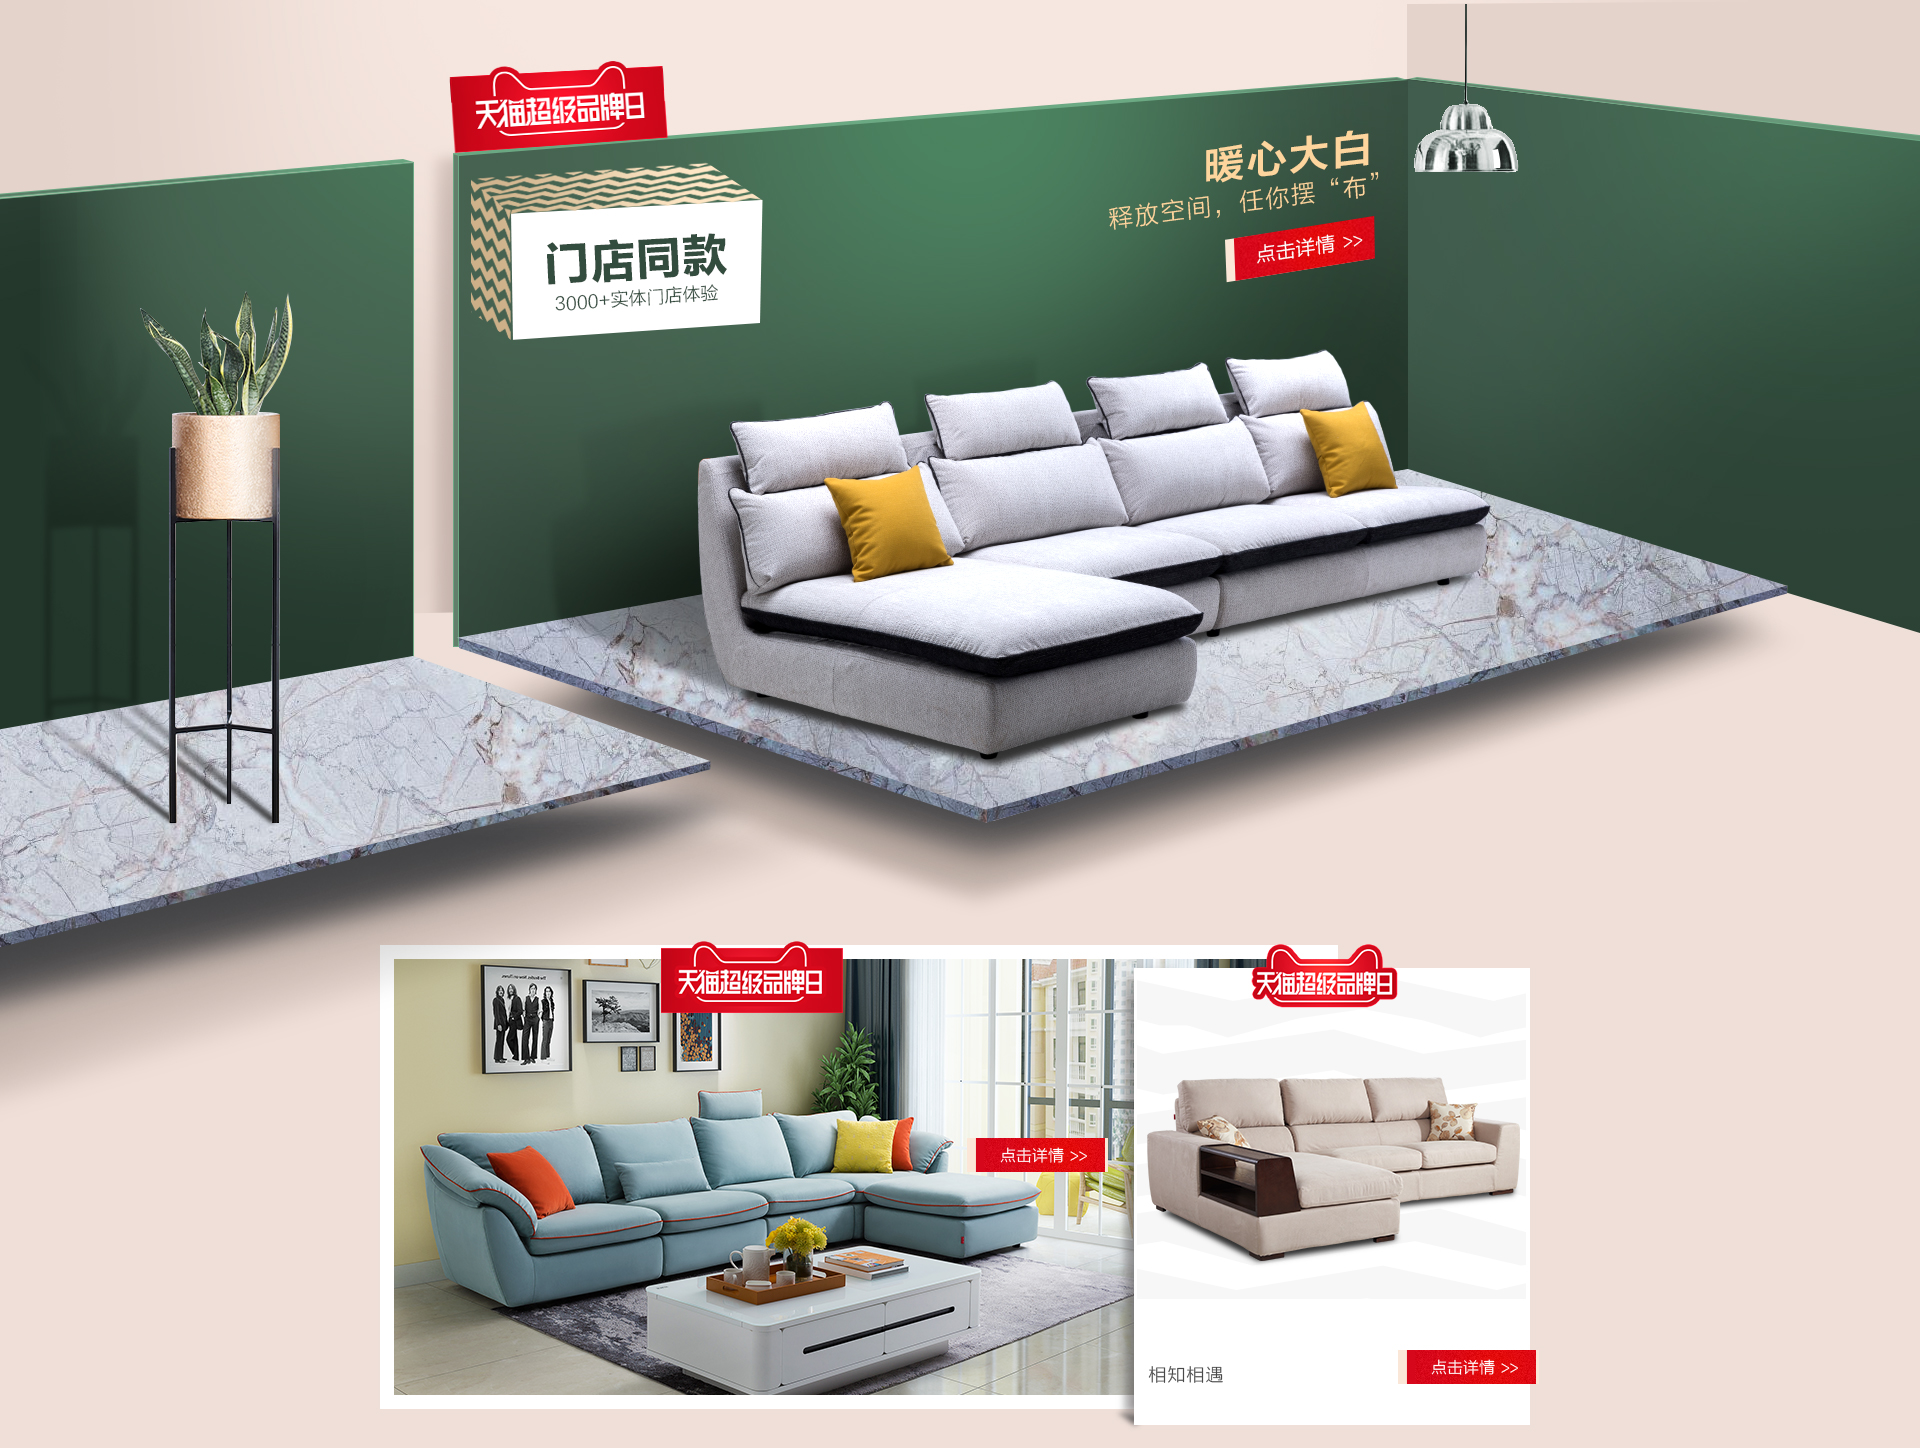 天猫超级品牌日
门店同款
3000+实体门店体验
暖心大白
释放空间，任你摆“布”
点击详情 >>
天猫超级品牌日
点击详情 >>
天猫超级品牌日
相知相遇
点击详情 >>